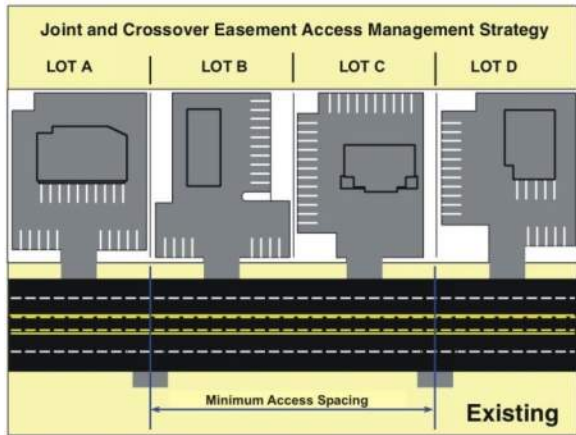 Joint and Crossover Easement Access Management Strategy
LOT A LOT B LOT C LOT D
Minimum Access Spacing
Existing